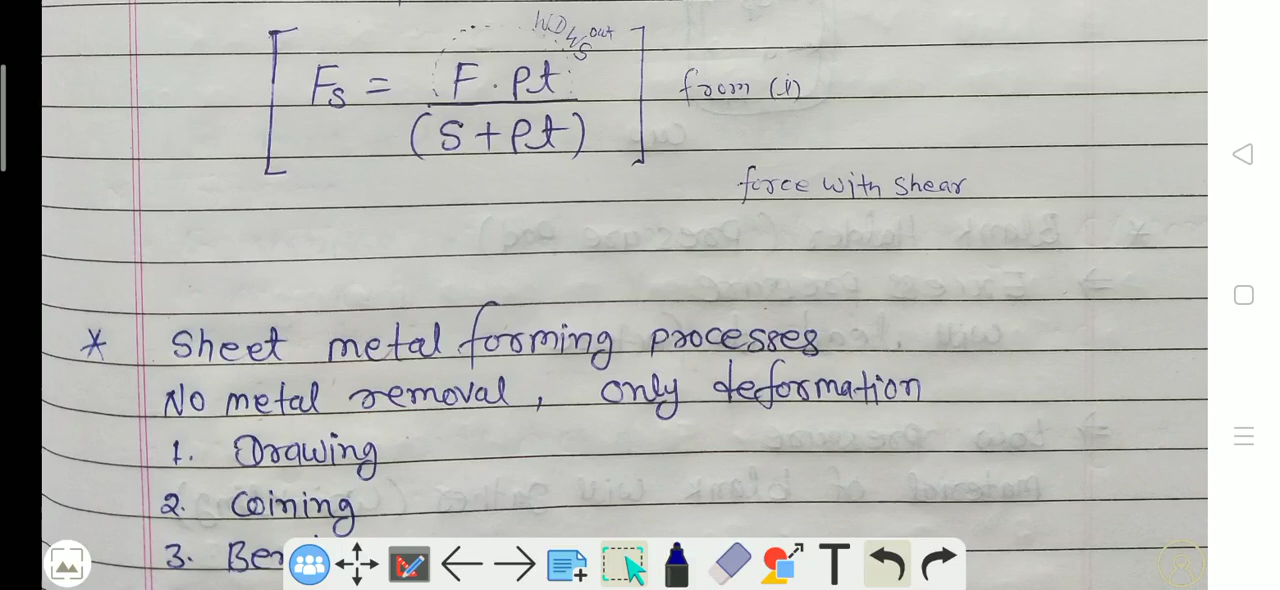 WD W/S out
Fs = F . pt
(S + pt)
from (i)
force with shear
* Sheet metal forming processes
No metal removal, only deformation
1. Drawing
2. Coining
3. Ben
T